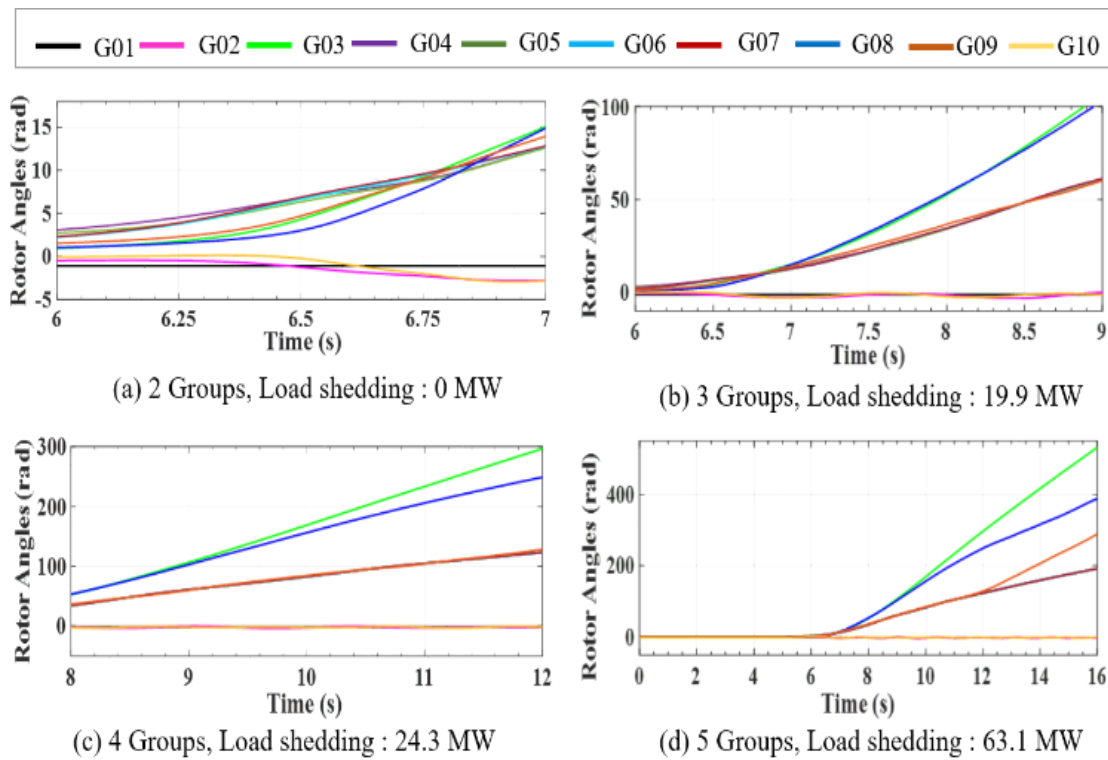 G01 G02 G03 G04 G05 G06 G07 G08 G09 G10
Rotor Angles (rad)
15
10
5
0
-5
6 6.25 6.5 6.75 7
Time (s)
(a) 2 Groups, Load shedding : 0 MW
Rotor Angles (rad)
100
50
0
6 6.5 7 7.5 8 8.5 9
Time (s)
(b) 3 Groups, Load shedding : 19.9 MW
Rotor Angles (rad)
300
200
100
0
8 9 10 11 12
Time (s)
(c) 4 Groups, Load shedding : 24.3 MW
Rotor Angles (rad)
400
200
0
0 2 4 6 8 10 12 14 16
Time (s)
(d) 5 Groups, Load shedding : 63.1 MW